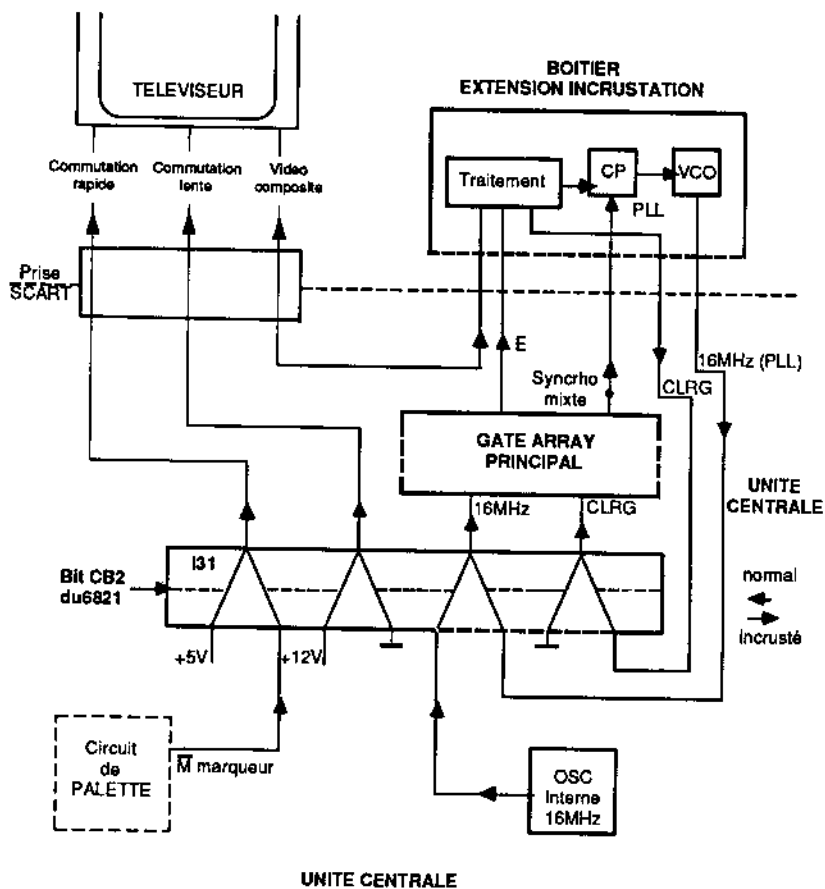 TELEVISEUR
BOITIER
EXTENSION INCRUSTATION
Commutation
rapide
Commutation
lente
Video
composite
Traitement
CP
VCO
PLL
Prise
SCART
E
16MHz (PLL)
Syncrho
mixte
CLRG
GATE ARRAY
PRINCIPAL
UNITE
CENTRALE
16MHz
CLRG
I31
Bit CB2
du6821
normal
incrusté
+5V
+12V
Circuit
de
PALETTE
M marqueur
OSC
Interne
16MHz
UNITE CENTRALE